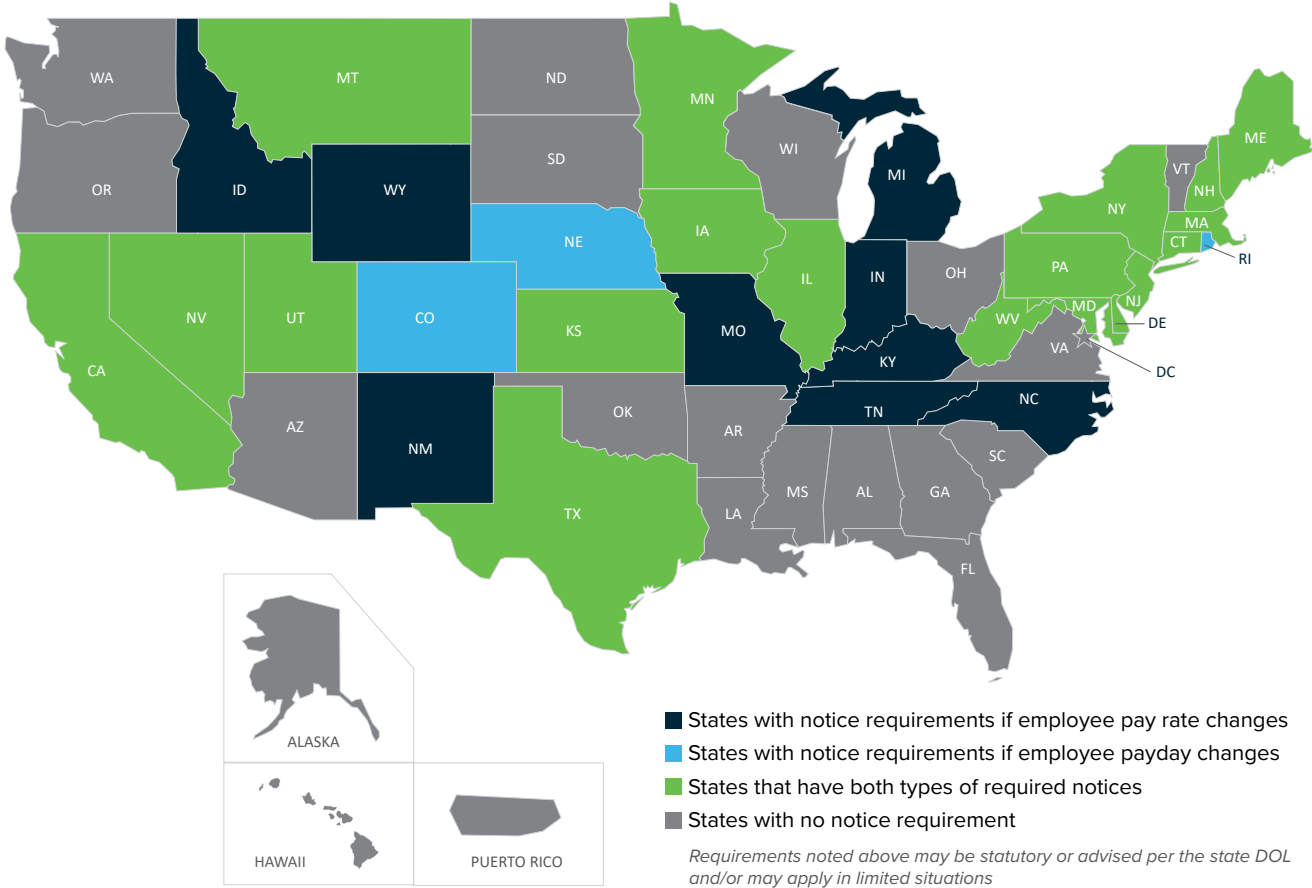 WA
MT
ND
MN
OR
ID
WY
SD
WI
MI
VT
ME
NH
NY
MA
CT
RI
NV
UT
CO
NE
IA
IL
IN
OH
PA
NJ
CA
KS
MO
KY
WV
MD
DE
VA
DC
AZ
NM
OK
AR
TN
NC
TX
LA
MS
AL
GA
SC
FL
ALASKA
HAWAII
PUERTO RICO
States with notice requirements if employee pay rate changes
States with notice requirements if employee payday changes
States that have both types of required notices
States with no notice requirement
Requirements noted above may be statutory or advised per the state DOL
and/or may apply in limited situations